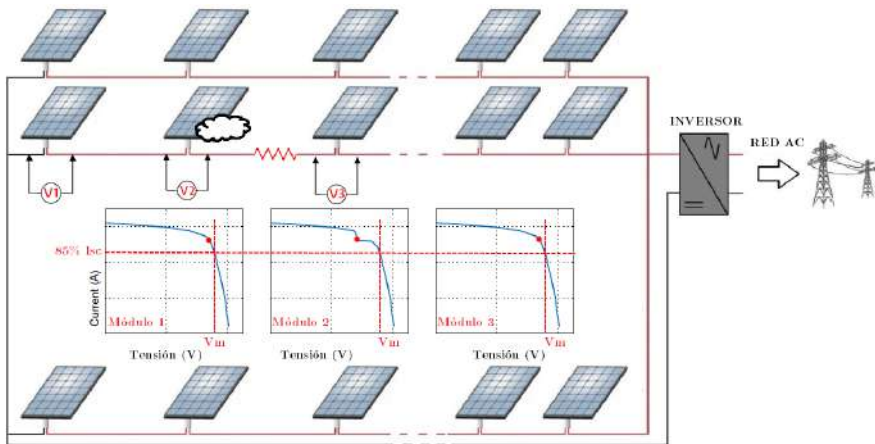 INVERSOR
RED AC
V1
V2
V3
85% Isc
Current (A)
Módulo 1
Módulo 2
Módulo 3
Vm
Vm
Vm
Tensión (V)
Tensión (V)
Tensión (V)